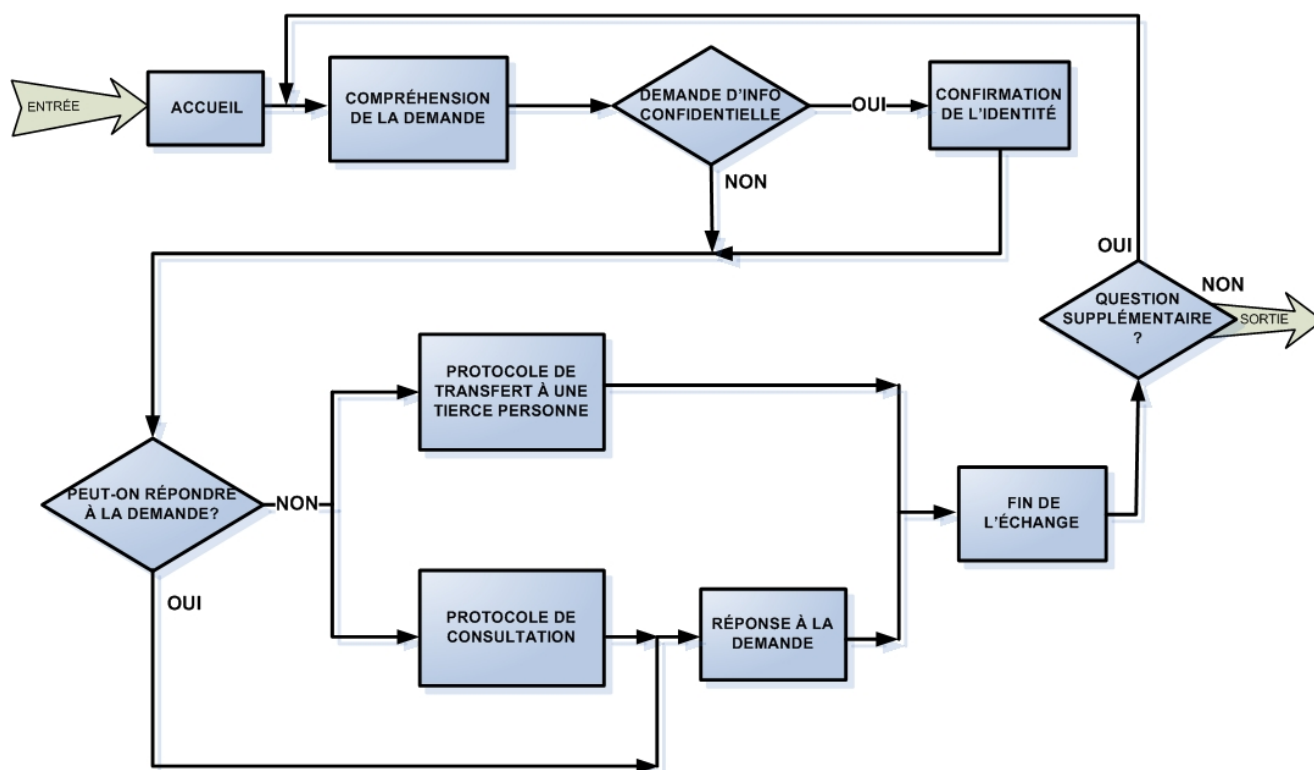 ENTRÉE
ACCUEIL
COMPRÉHENSION
DE LA DEMANDE
DEMANDE D'INFO
CONFIDENTIELLE
OUI
CONFIRMATION
DE L'IDENTITÉ
NON
OUI
NON
QUESTION
SUPPLÉMENTAIRE
?
SORTIE
PROTOCOLE DE
TRANSFERT À UNE
TIERCE PERSONNE
PEUT-ON RÉPONDRE
À LA DEMANDE?
NON
FIN DE
L'ÉCHANGE
OUI
PROTOCOLE DE
CONSULTATION
RÉPONSE À LA
DEMANDE